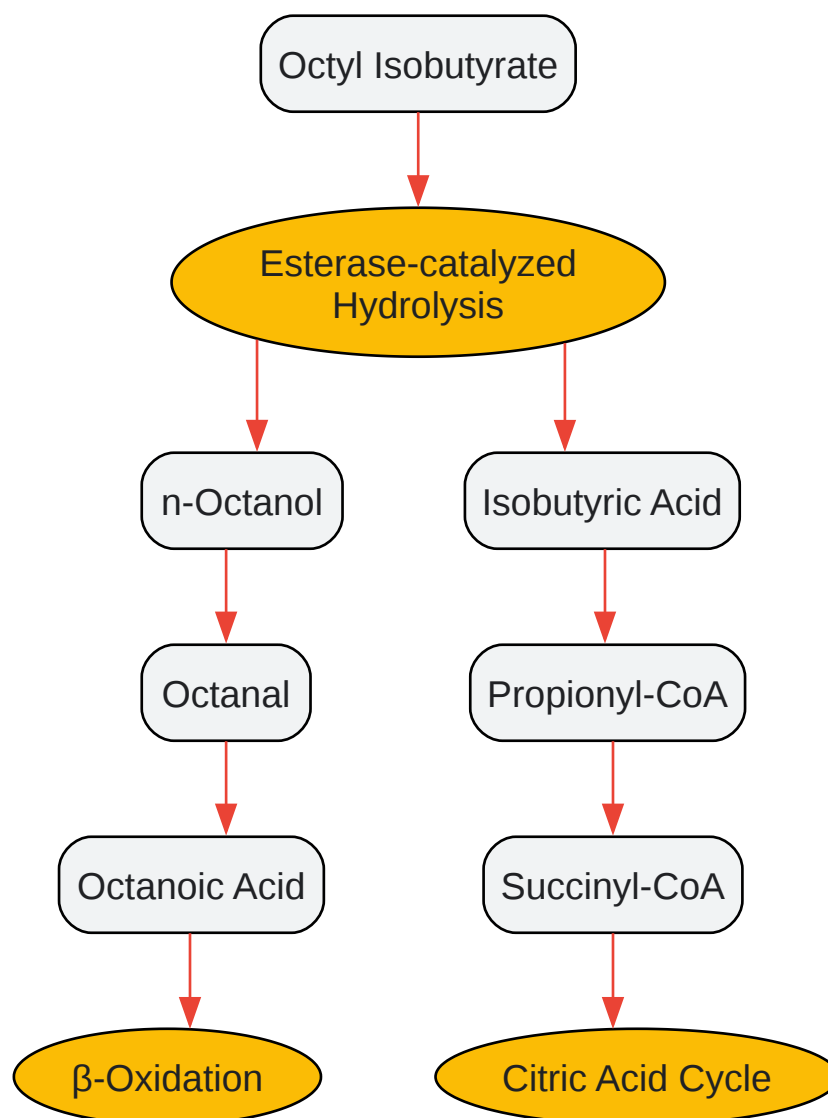 Octyl Isobutyrate
Esterase-catalyzed
Hydrolysis
n-Octanol
Isobutyric Acid
Octanal
Propionyl-CoA
Octanoic Acid
Succinyl-CoA
β-Oxidation
Citric Acid Cycle